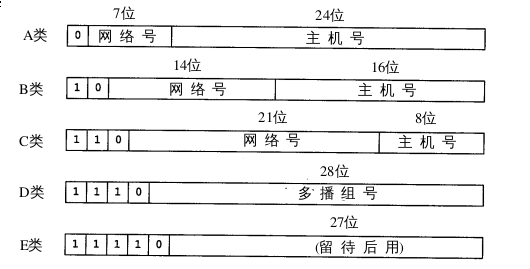 7位 24位
A类 0 网络号 主机号
14位 16位
B类 1 0 网络号 主机号
21位 8位
C类 1 1 0 网络号 主机号
28位
D类 1 1 1 0 多播组号
27位
E类 1 1 1 1 0 (留待后用)